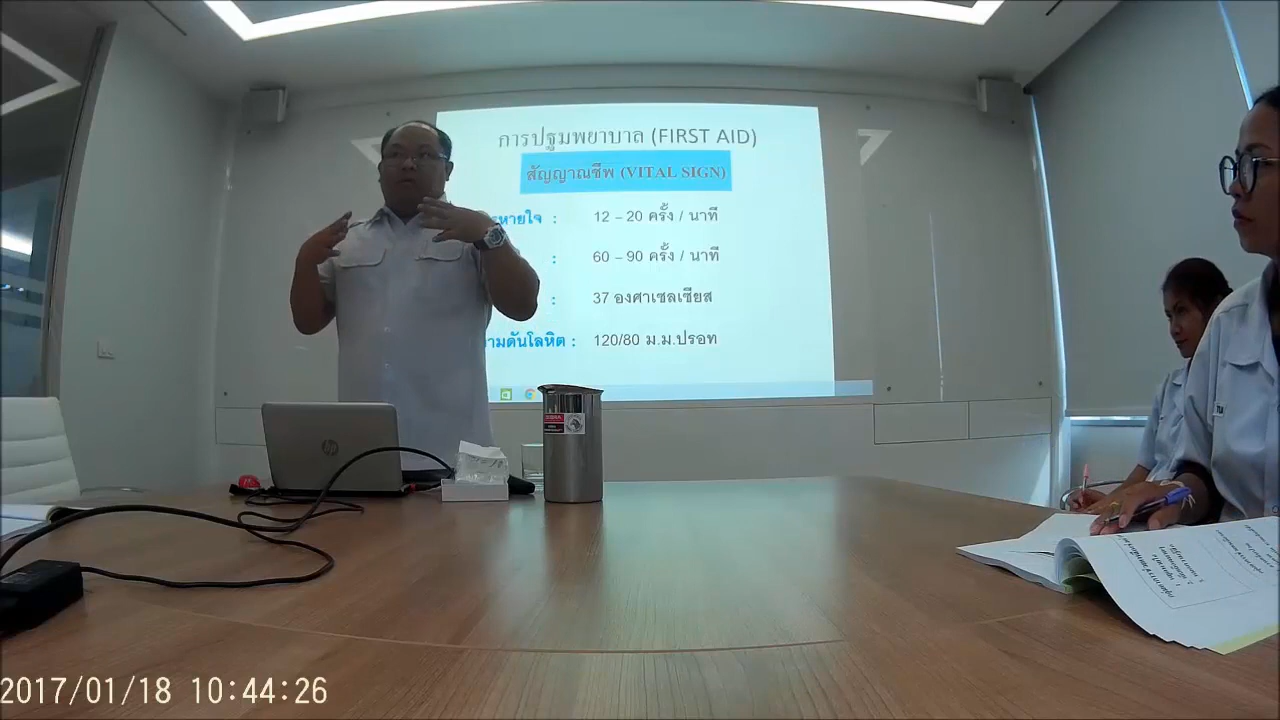 การปฐมพยาบาล (FIRST AID)
สัญญาณชีพ (VITAL SIGN)
หายใจ : 12 – 20 ครั้ง / นาที
: 60 – 90 ครั้ง / นาที
: 37 องศาเซลเซียส
ามดันโลหิต : 120/80 ม.ม.ปรอท
hp
ZEBRA
2017/01/18 10:44:26